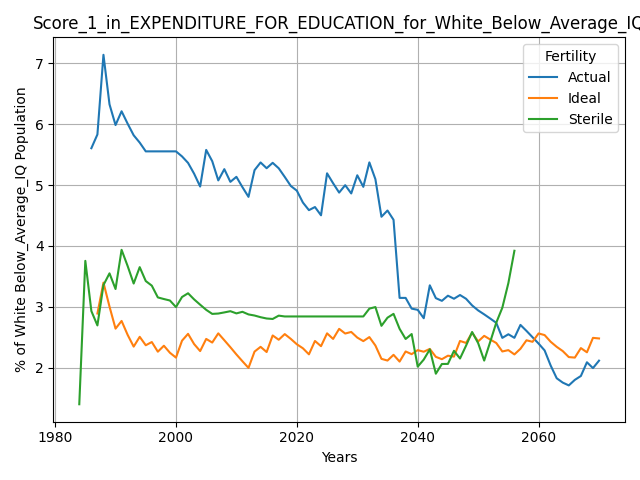 Score_1_in_EXPENDITURE_FOR_EDUCATION_for_White_Below_Average_IQ
Fertility
Actual
Ideal
Sterile
% of White Below_Average_IQ Population
7
6
5
4
3
2
1980
2000
2020
2040
2060
Years